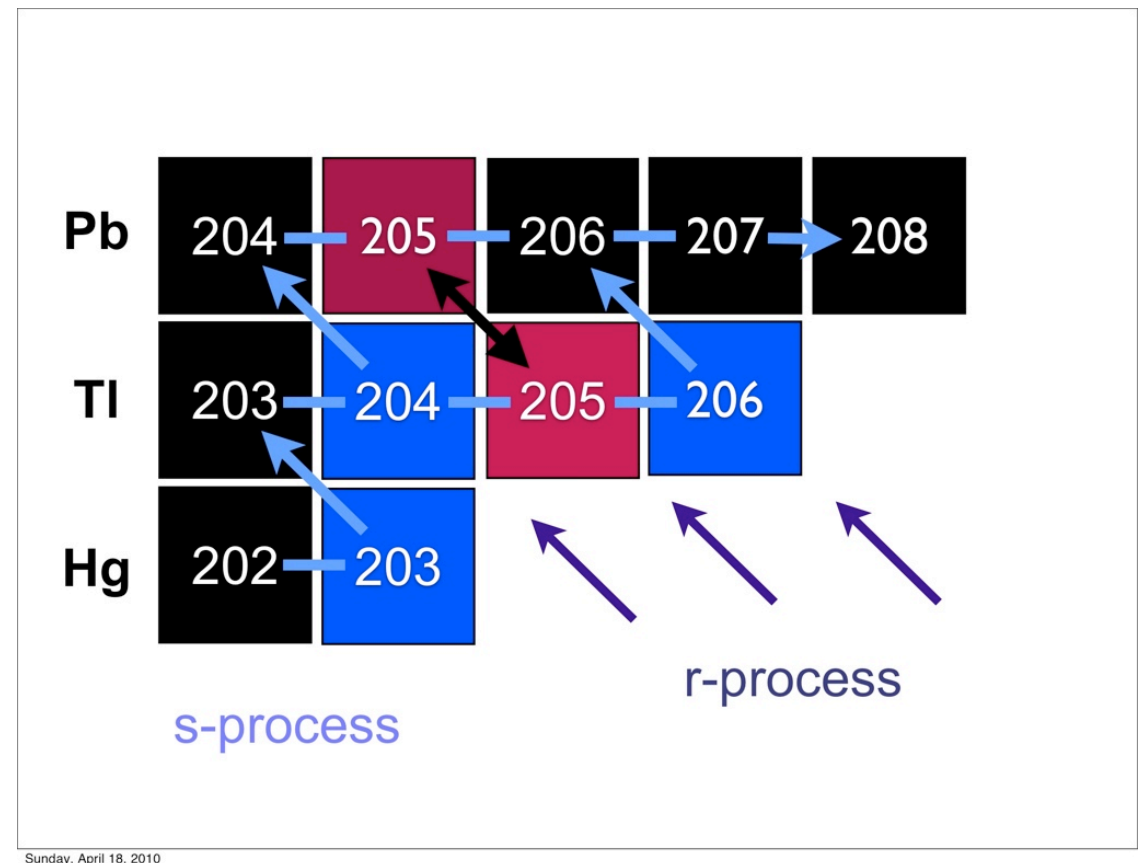 Pb 204 205 206 207 208
Tl 203 204 205 206
Hg 202 203
r-process
s-process
Sunday, April 18, 2010